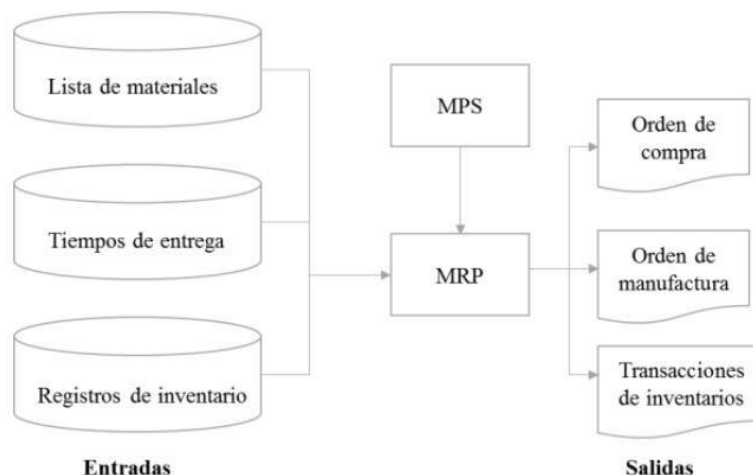 Lista de materiales
Tiempos de entrega
Registros de inventario
Entradas
MPS
MRP
Orden de
compra
Orden de
manufactura
Transacciones
de inventarios
Salidas